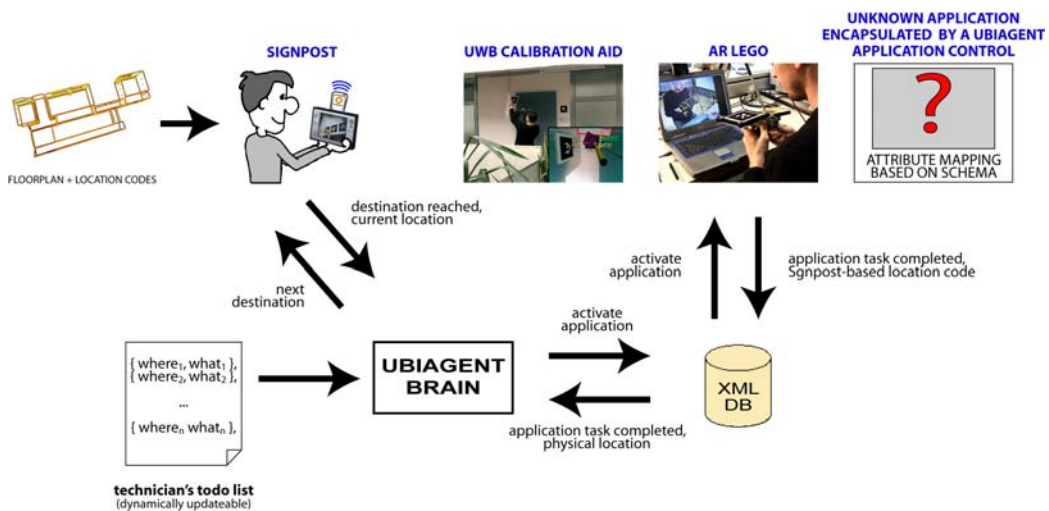 UNKNOWN APPLICATION
ENCAPSULATED BY A UBIAGENT
APPLICATION CONTROL
SIGNPOST
UWB CALIBRATION AID
AR LEGO
?
ATTRIBUTE MAPPING
BASED ON SCHEMA
FLOORPLAN + LOCATION CODES
destination reached,
current location
next
destination
activate
application
application task completed,
Sgnpost-based location code
activate
application
{ where₁, what₁ },
{ where₂, what₂ },
...
{ whereₙ whatₙ },
UBIAGENT
BRAIN
XML
DB
application task completed,
physical location
technician's todo list
(dynamically updateable)